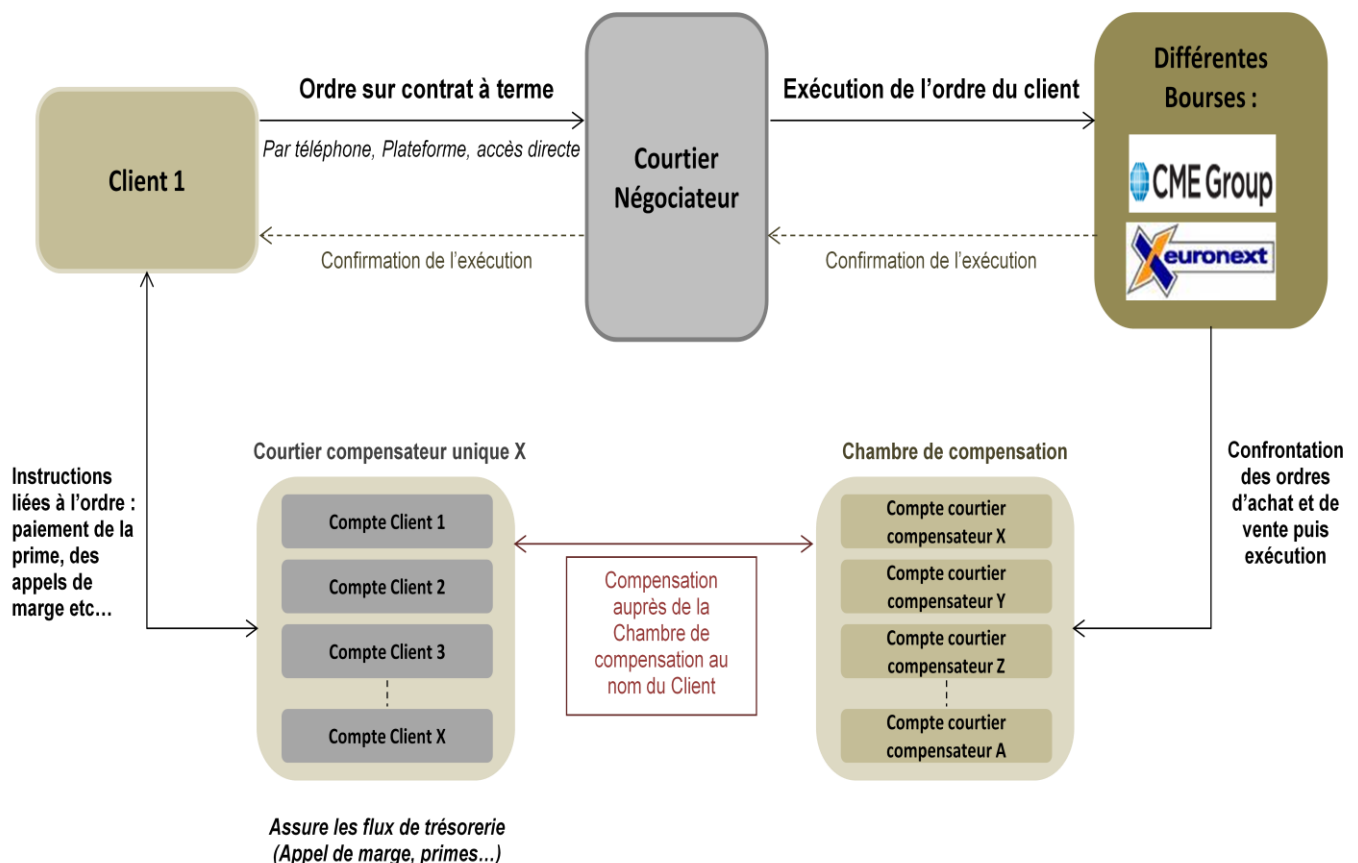 Ordre sur contrat à terme
Par téléphone, Plateforme, accès directe
Client 1
Confirmation de l'exécution
Courtier
Négociateur
Exécution de l'ordre du client
Confirmation de l'exécution
Différentes
Bourses :
CME Group
euronext
Instructions
liées à l'ordre :
paiement de la
prime, des
appels de
marge etc…
Courtier compensateur unique X
Compte Client 1
Compte Client 2
Compte Client 3
Compte Client X
Assure les flux de trésorerie
(Appel de marge, primes…)
Compensation
auprès de la
Chambre de
compensation au
nom du Client
Chambre de compensation
Compte courtier
compensateur X
Compte courtier
compensateur Y
Compte courtier
compensateur Z
Compte courtier
compensateur A
Confrontation
des ordres
d'achat et de
vente puis
exécution